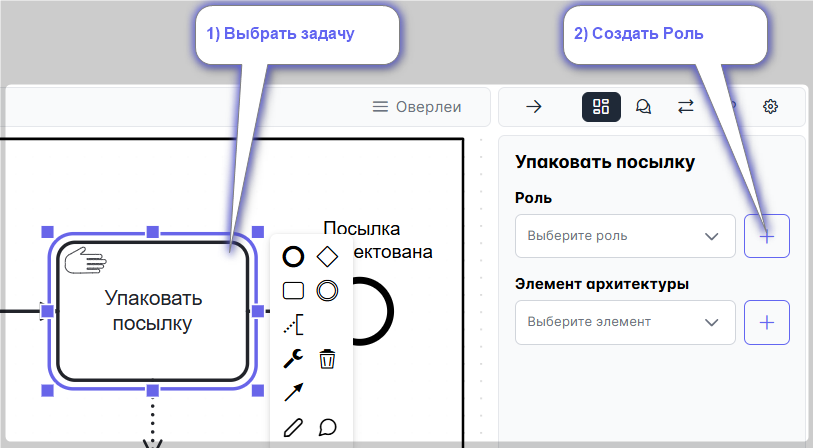 1) Выбрать задачу
2) Создать Роль
Оверлеи
Упаковать посылку
Роль
Выберите роль
Элемент архитектуры
Выберите элемент
Посылка
ектована
Упаковать
посылку